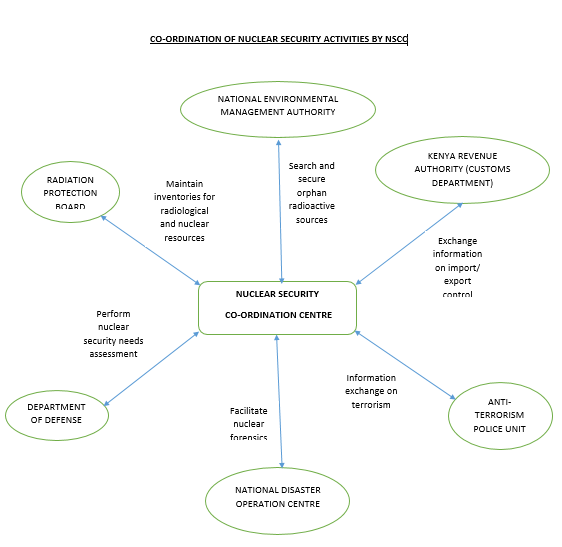 CO-ORDINATION OF NUCLEAR SECURITY ACTIVITIES BY NSCC
NATIONAL ENVIRONMENTAL
MANAGEMENT AUTHORITY
KENYA REVENUE
AUTHORITY (CUSTOMS
DEPARTMENT)
RADIATION
PROTECTION
BOARD
Maintain
inventories for
radiological
and nuclear
resources
Search and
secure
orphan
radioactive
sources
Exchange
information
on import/
export
control
NUCLEAR SECURITY
CO-ORDINATION CENTRE
Perform
nuclear
security needs
assessment
Information
exchange on
terrorism
Facilitate
nuclear
forensics
DEPARTMENT
OF DEFENSE
ANTI-
TERRORISM
POLICE UNIT
NATIONAL DISASTER
OPERATION CENTRE